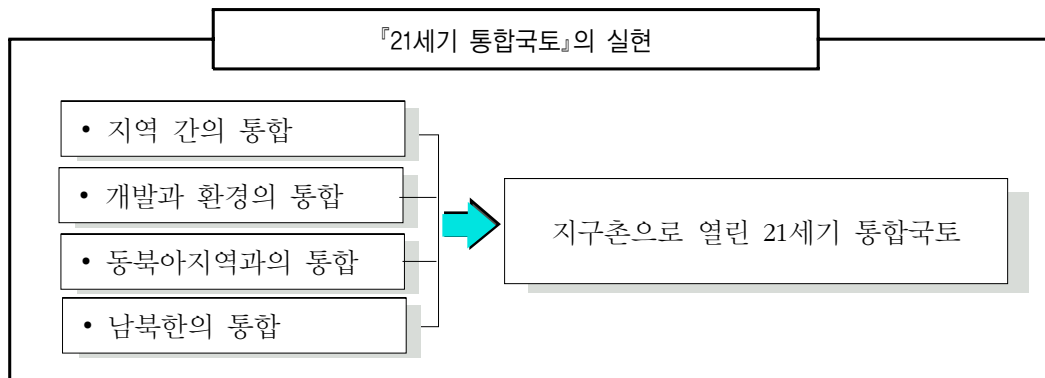 『21세기 통합국토』의 실현
• 지역 간의 통합
• 개발과 환경의 통합
• 동북아지역과의 통합
• 남북한의 통합
지구촌으로 열린 21세기 통합국토